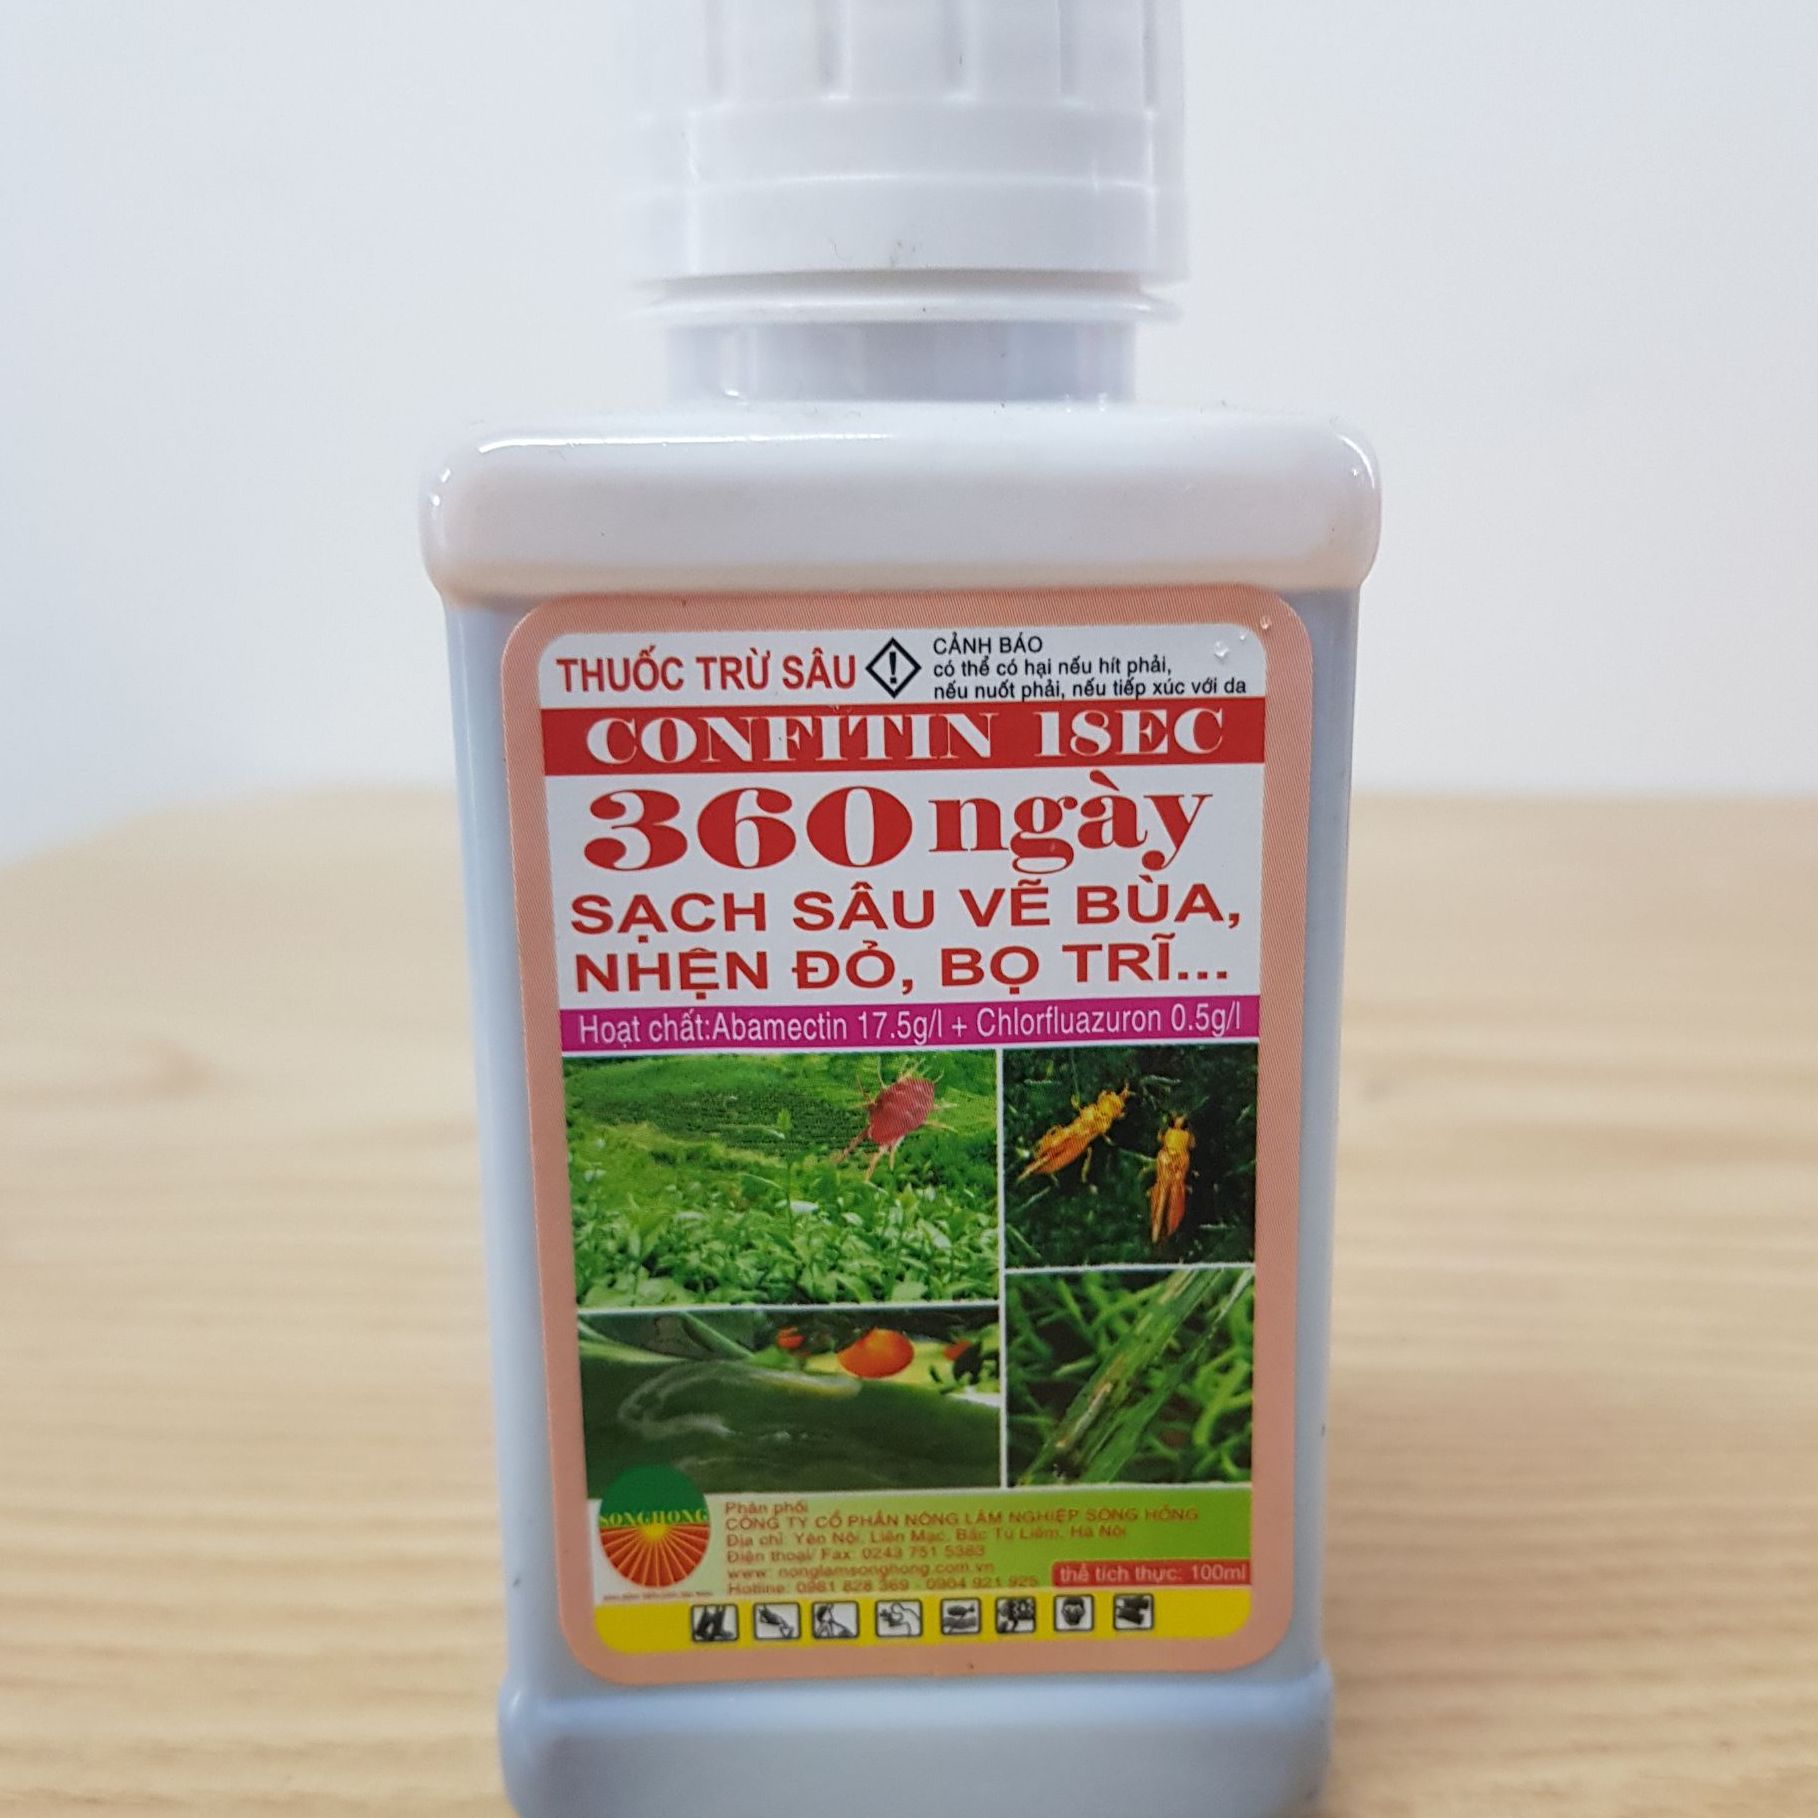 THUỐC TRỪ SÂU
CẢNH BÁO
có thể có hại nếu hít phải,
nếu nuốt phải, nếu tiếp xúc với da
CONFITIN 18EC
360 ngày
SẠCH SÂU VẼ BÙA,
NHỆN ĐỎ, BỌ TRĨ...
Hoạt chất:Abamectin 17.5g/l + Chlorfluazuron 0.5g/l
SONGHONG
Phân phối
CÔNG TY CỔ PHẦN NÔNG LÂM NGHIỆP SÔNG HỒNG
Địa chỉ: Yên Nội, Liên Mạc, Bắc Từ Liêm, Hà Nội
Điện thoại/ Fax: 0243 751 5383
www: nonglamsonghong.com.vn
Hotline: 0981 828 369 - 0904 921 925
thể tích thực: 100ml